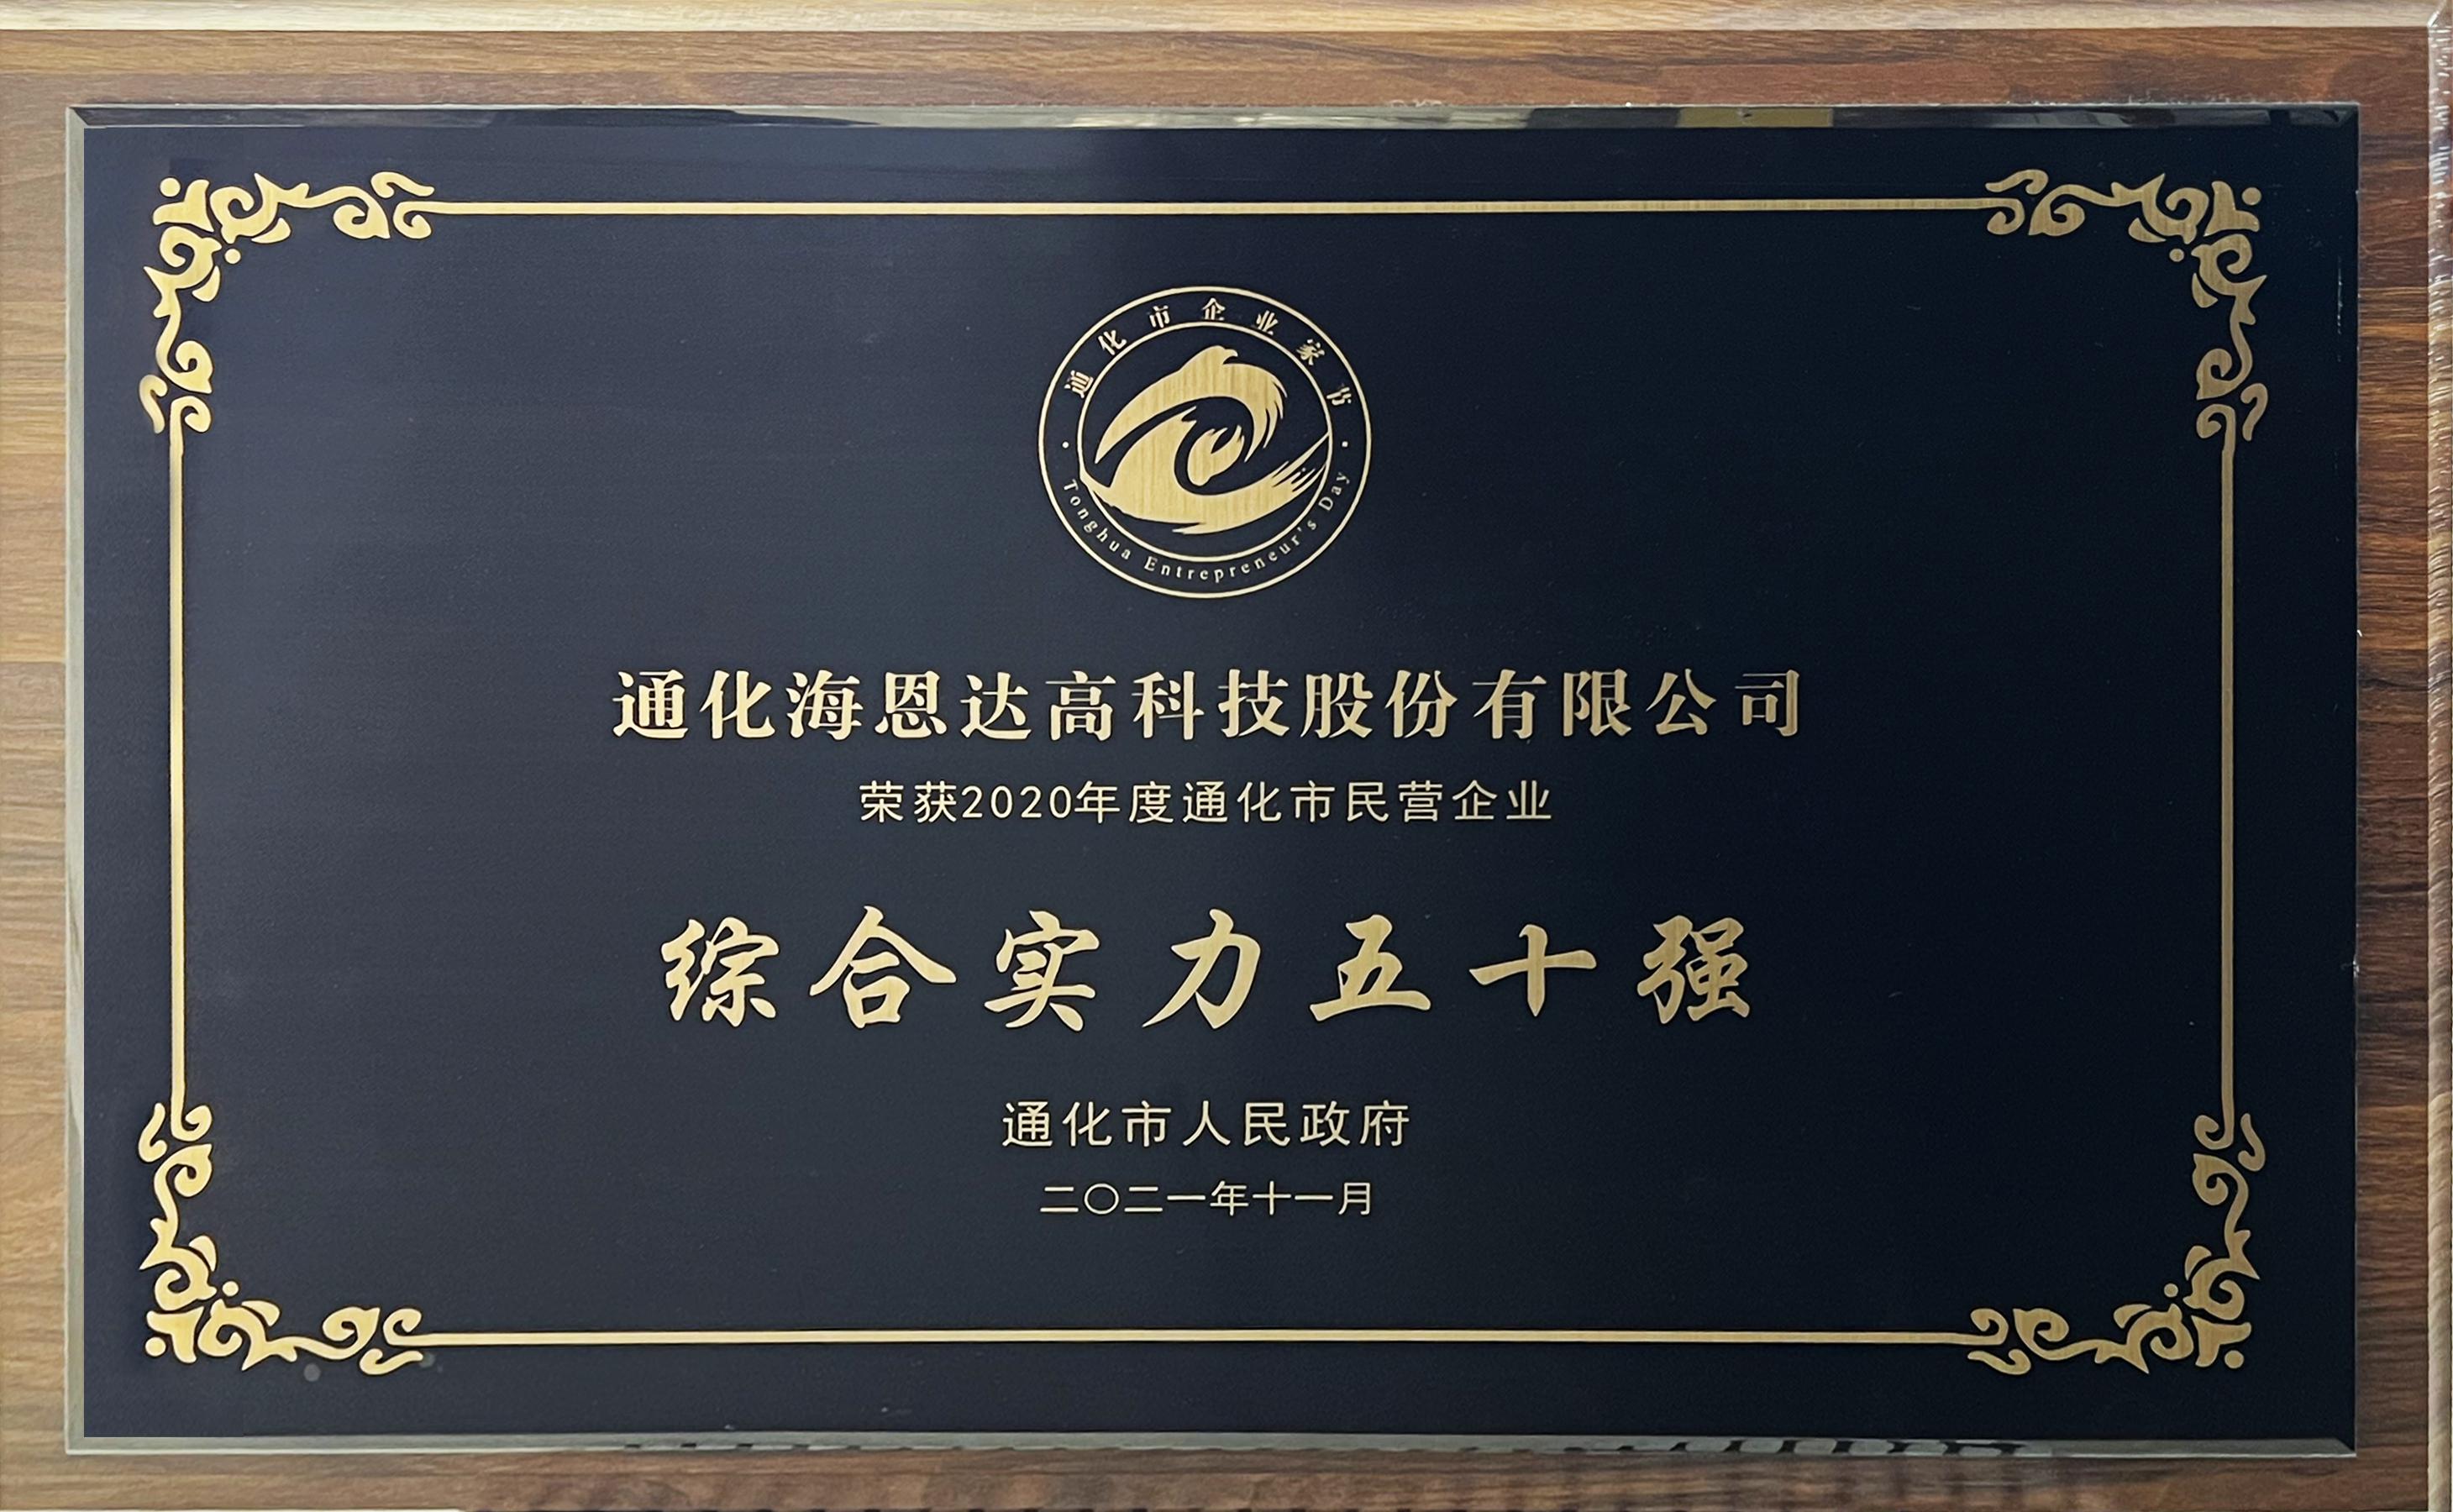 通化市企业家节
Tonghua Entrepreneur's Day
通化海恩达高科技股份有限公司
荣获2020年度通化市民营企业
综合实力五十强
通化市人民政府
二〇二一年十一月